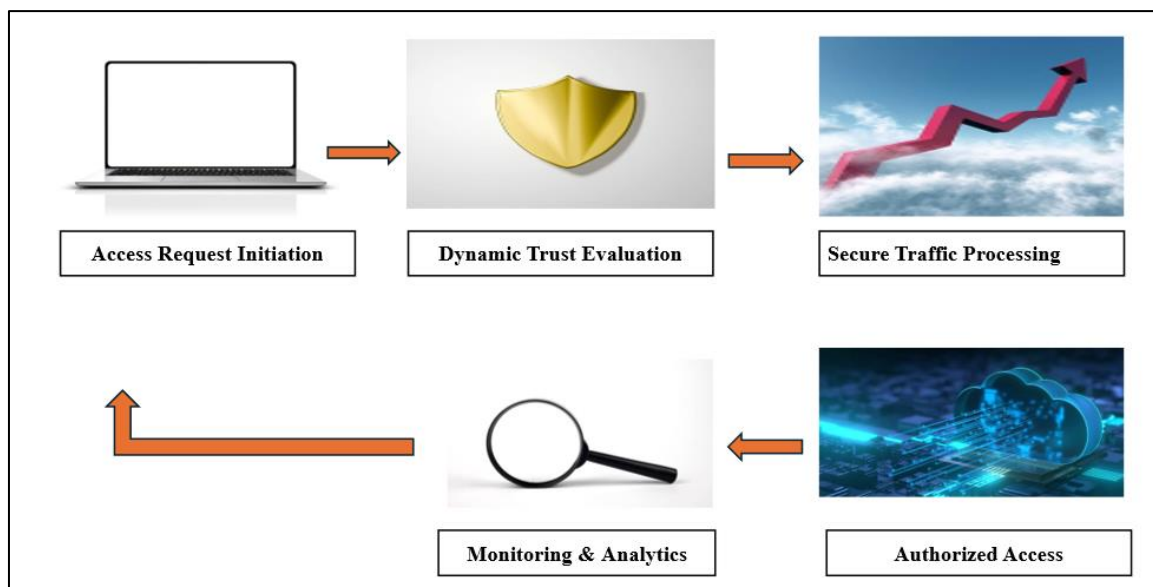 Access Request Initiation
Dynamic Trust Evaluation
Secure Traffic Processing
Monitoring & Analytics
Authorized Access